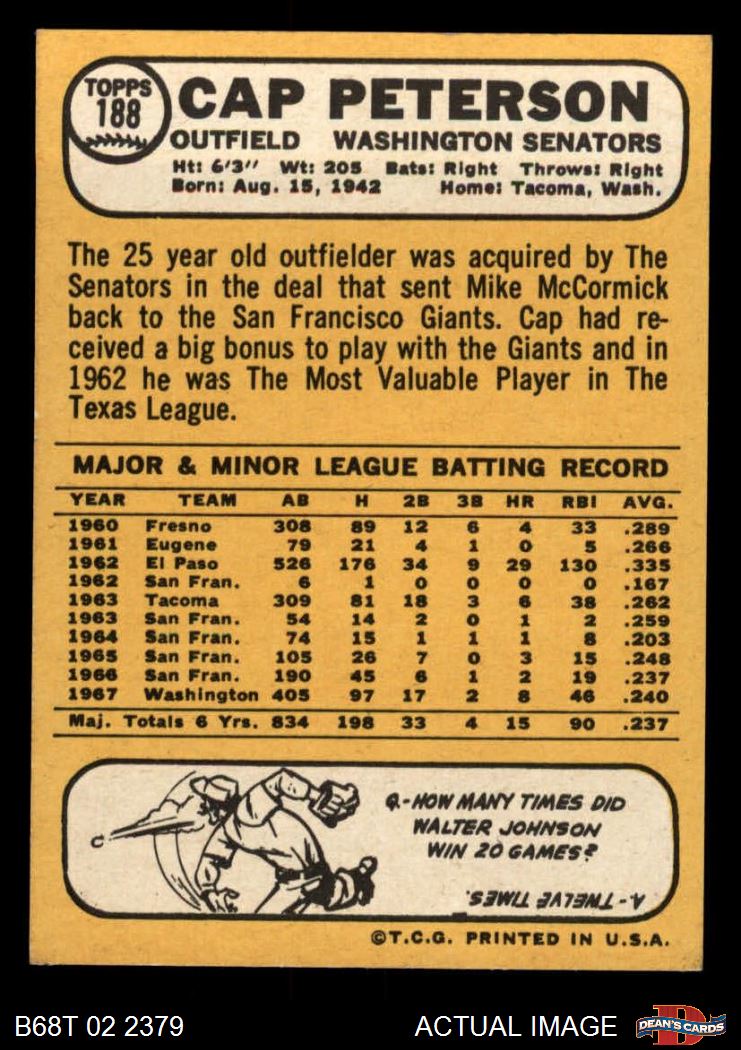 TOPPS
188
CAP PETERSON
OUTFIELD WASHINGTON SENATORS
Ht: 6'3" Wt: 205 Bats: Right Throws: Right
Born: Aug. 15, 1942 Home: Tacoma, Wash.
The 25 year old outfielder was acquired by The
Senators in the deal that sent Mike McCormick
back to the San Francisco Giants. Cap had re-
ceived a big bonus to play with the Giants and in
1962 he was The Most Valuable Player in The
Texas League.
MAJOR & MINOR LEAGUE BATTING RECORD
YEAR TEAM AB H 2B 3B HR RBI AVG.
1960 Fresno 308 89 12 6 4 33 .289
1961 Eugene 79 21 4 1 0 5 .266
1962 El Paso 526 176 34 9 29 130 .335
1962 San Fran. 6 1 0 0 0 0 .167
1963 Tacoma 309 81 18 3 6 38 .262
1963 San Fran. 54 14 2 0 1 2 .259
1964 San Fran. 74 15 1 1 1 8 .203
1965 San Fran. 105 26 7 0 3 15 .248
1966 San Fran. 190 45 6 1 2 19 .237
1967 Washington 405 97 17 2 8 46 .240
Maj. Totals 6 Yrs. 834 198 33 4 15 90 .237
Q.-HOW MANY TIMES DID
WALTER JOHNSON
WIN 20 GAMES?
A-TWELVE TIMES.
©T.C.G. PRINTED IN U.S.A.
B68T 02 2379 ACTUAL IMAGE
D
DEAN'S CARDS